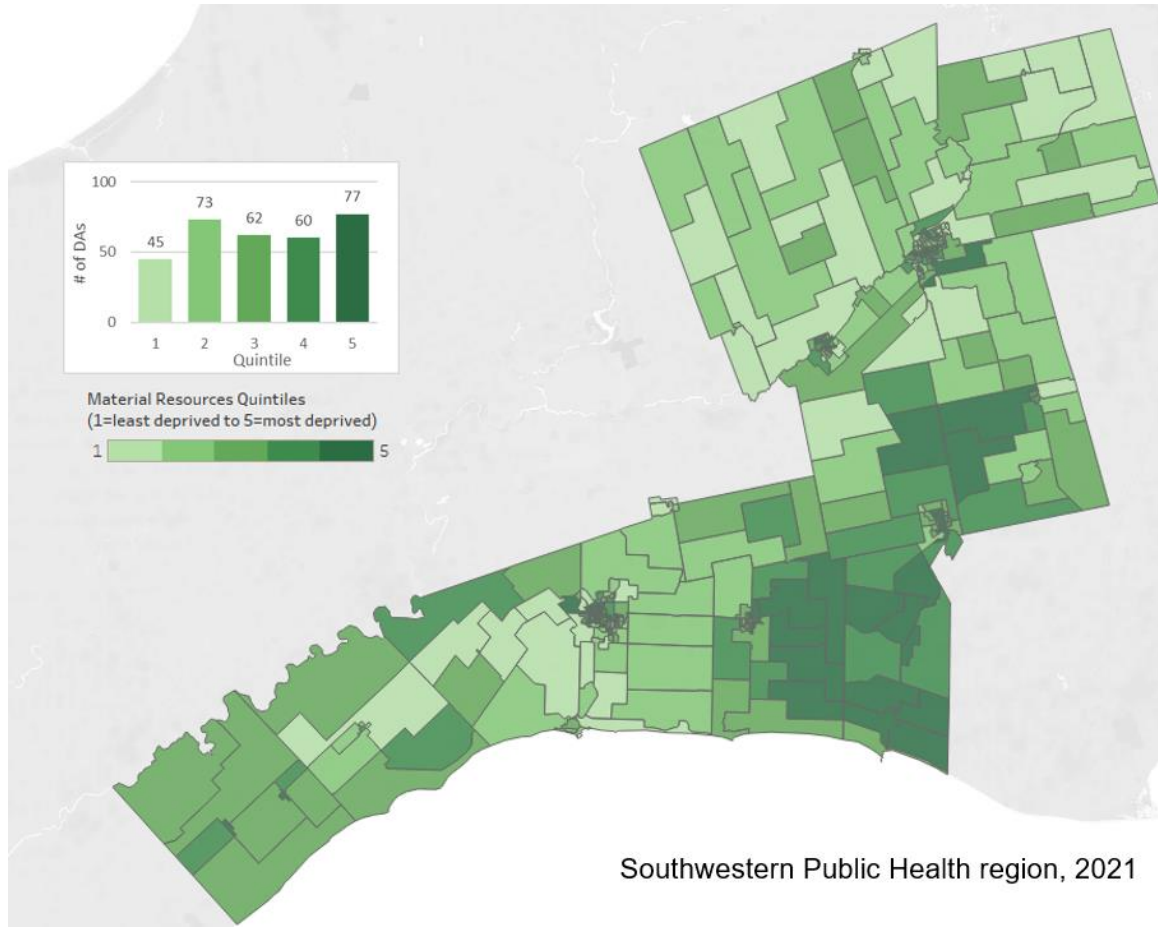 100
50
0
# of DAs
45
73
62
60
77
1 2 3 4 5
Quintile
Material Resources Quintiles
(1=least deprived to 5=most deprived)
1 5
Southwestern Public Health region, 2021